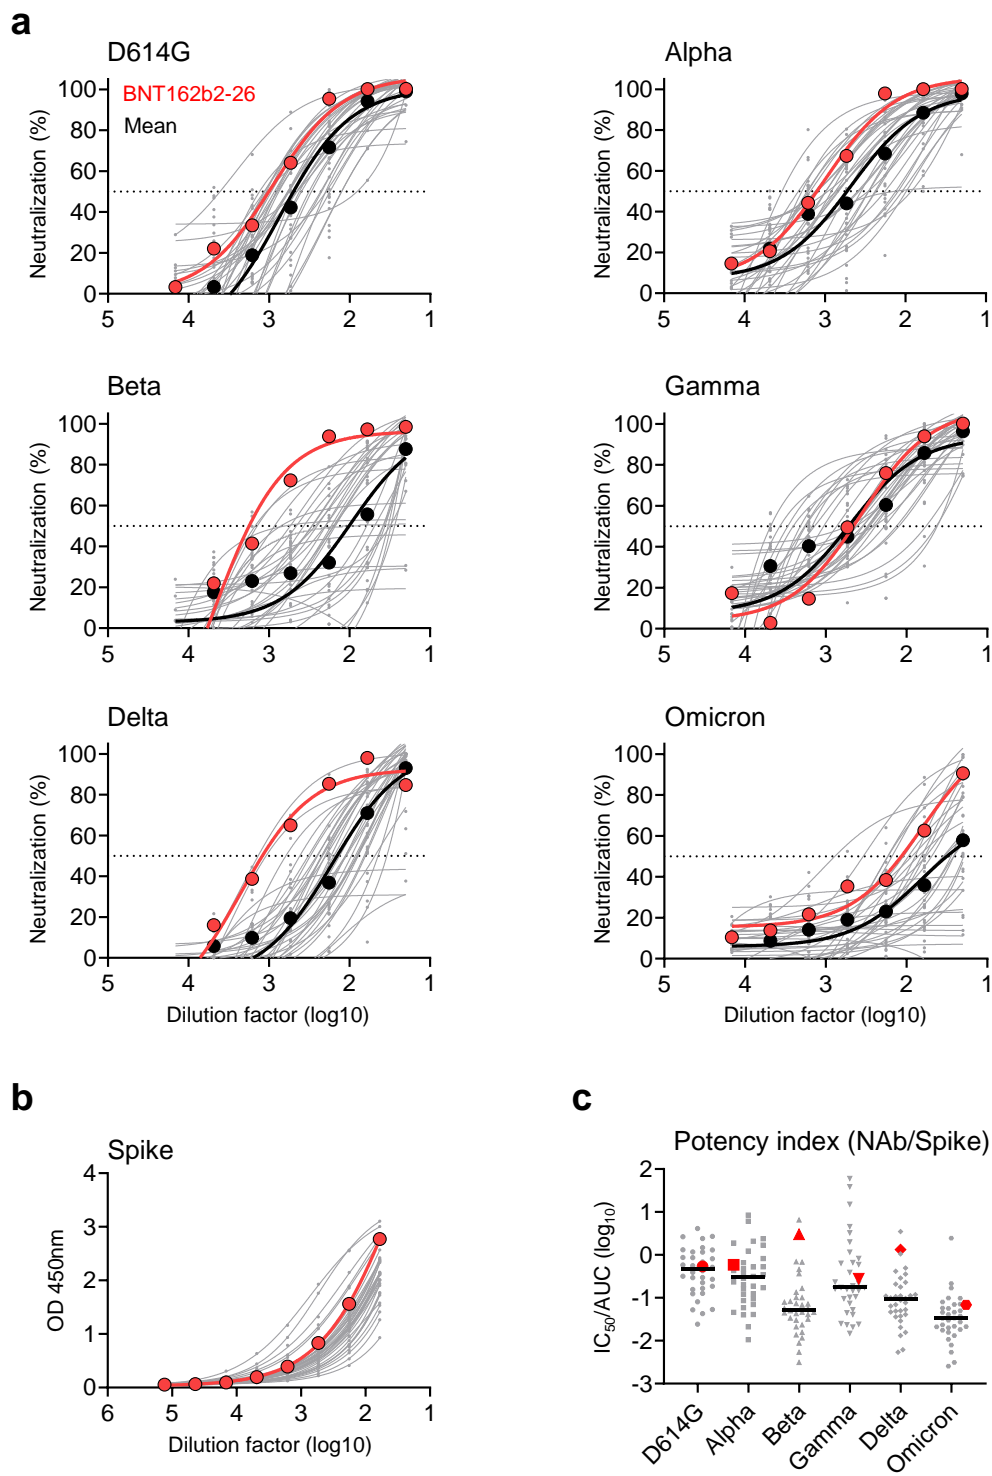 a
D614G
BNT162b2-26
Mean
Neutralization (%)
100
80
60
40
20
0
5 4 3 2 1
Alpha
Neutralization (%)
100
80
60
40
20
0
5 4 3 2 1
Beta
Neutralization (%)
100
80
60
40
20
0
5 4 3 2 1
Gamma
Neutralization (%)
100
80
60
40
20
0
5 4 3 2 1
Delta
Neutralization (%)
100
80
60
40
20
0
5 4 3 2 1
Dilution factor (log10)
Omicron
Neutralization (%)
100
80
60
40
20
0
5 4 3 2 1
Dilution factor (log10)
b
Spike
OD 450nm
4
3
2
1
0
6 5 4 3 2 1
Dilution factor (log10)
c
Potency index (NAb/Spike)
IC50/AUC (log10)
2
1
-0
-1
-2
-3
D614G
Alpha
Beta
Gamma
Delta
Omicron